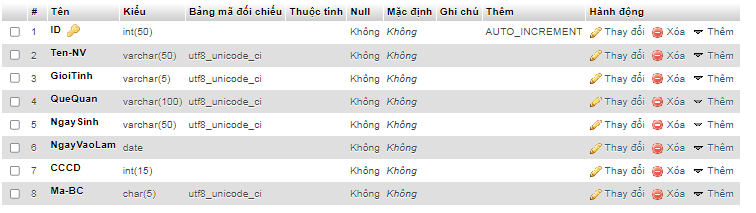 # Tên Kiểu Bảng mã đối chiếu Thuộc tính Null Mặc định Ghi chú Thêm Hành động
1 ID int(50) Không Không AUTO_INCREMENT Thay đổi Xóa Thêm
2 Ten-NV varchar(50) utf8_unicode_ci Không Không Thay đổi Xóa Thêm
3 GioiTinh varchar(5) utf8_unicode_ci Không Không Thay đổi Xóa Thêm
4 QueQuan varchar(100) utf8_unicode_ci Không Không Thay đổi Xóa Thêm
5 NgaySinh varchar(50) utf8_unicode_ci Không Không Thay đổi Xóa Thêm
6 NgayVaoLam date Không Không Thay đổi Xóa Thêm
7 CCCD int(15) Không Không Thay đổi Xóa Thêm
8 Ma-BC char(5) utf8_unicode_ci Không Không Thay đổi Xóa Thêm